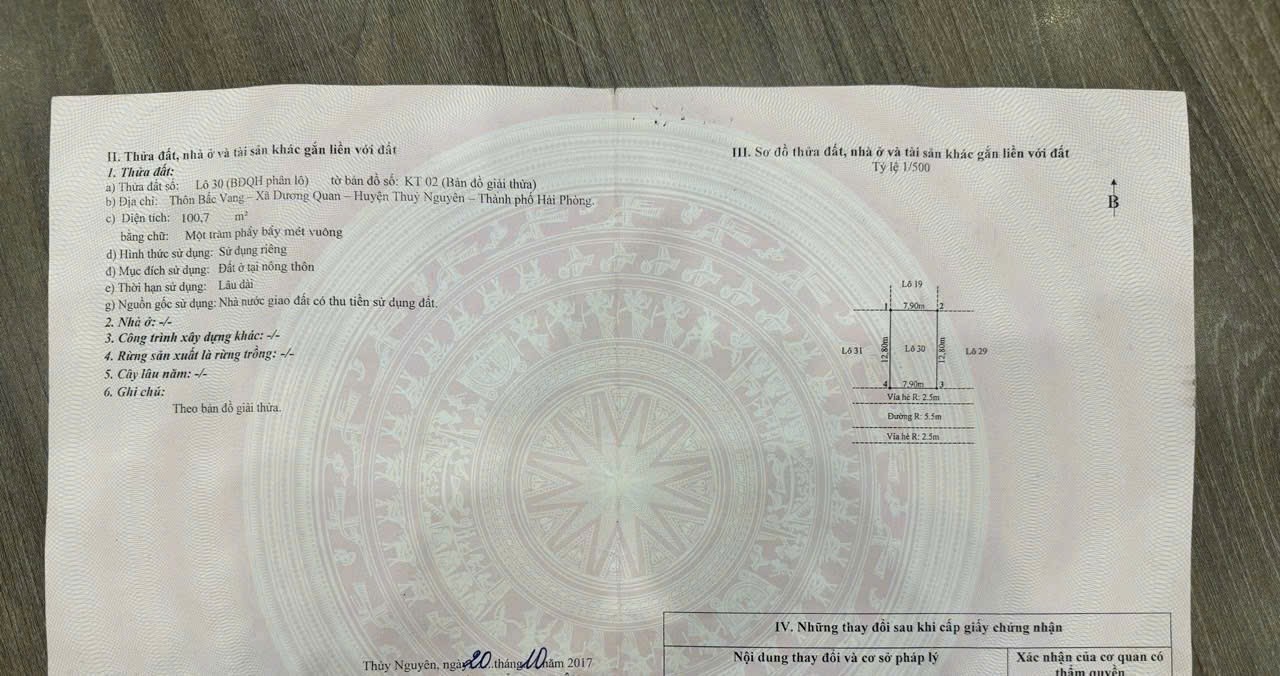 II. Thửa đất, nhà ở và tài sản khác gắn liền với đất
1. Thửa đất:
a) Thửa đất số: Lô 30 (BĐQH phân lô) tờ bản đồ số: KT 02 (Bản đồ giải thửa)
b) Địa chỉ: Thôn Bắc Vang – Xã Dương Quan – Huyện Thuỷ Nguyên – Thành phố Hải Phòng.
c) Diện tích: 100,7 m²
bằng chữ: Một trăm phẩy bẩy mét vuông
d) Hình thức sử dụng: Sử dụng riêng
đ) Mục đích sử dụng: Đất ở tại nông thôn
e) Thời hạn sử dụng: Lâu dài
g) Nguồn gốc sử dụng: Nhà nước giao đất có thu tiền sử dụng đất.
2. Nhà ở: -/-
3. Công trình xây dựng khác: -/-
4. Rừng sản xuất là rừng trồng: -/-
5. Cây lâu năm: -/-
6. Ghi chú:
Theo bản đồ giải thửa.
Thủy Nguyên, ngày 20 tháng 10 năm 2017
III. Sơ đồ thửa đất, nhà ở và tài sản khác gắn liền với đất
Tỷ lệ 1/500
B
Lô 19
1 7,90m 2
Lô 31 12,80m Lô 30 12,80m Lô 29
4 7,90m 3
Vỉa hè R: 2.5m
Đường R: 5.5m
Vỉa hè R: 2.5m
IV. Những thay đổi sau khi cấp giấy chứng nhận
Nội dung thay đổi và cơ sở pháp lý
Xác nhận của cơ quan có
thẩm quyền